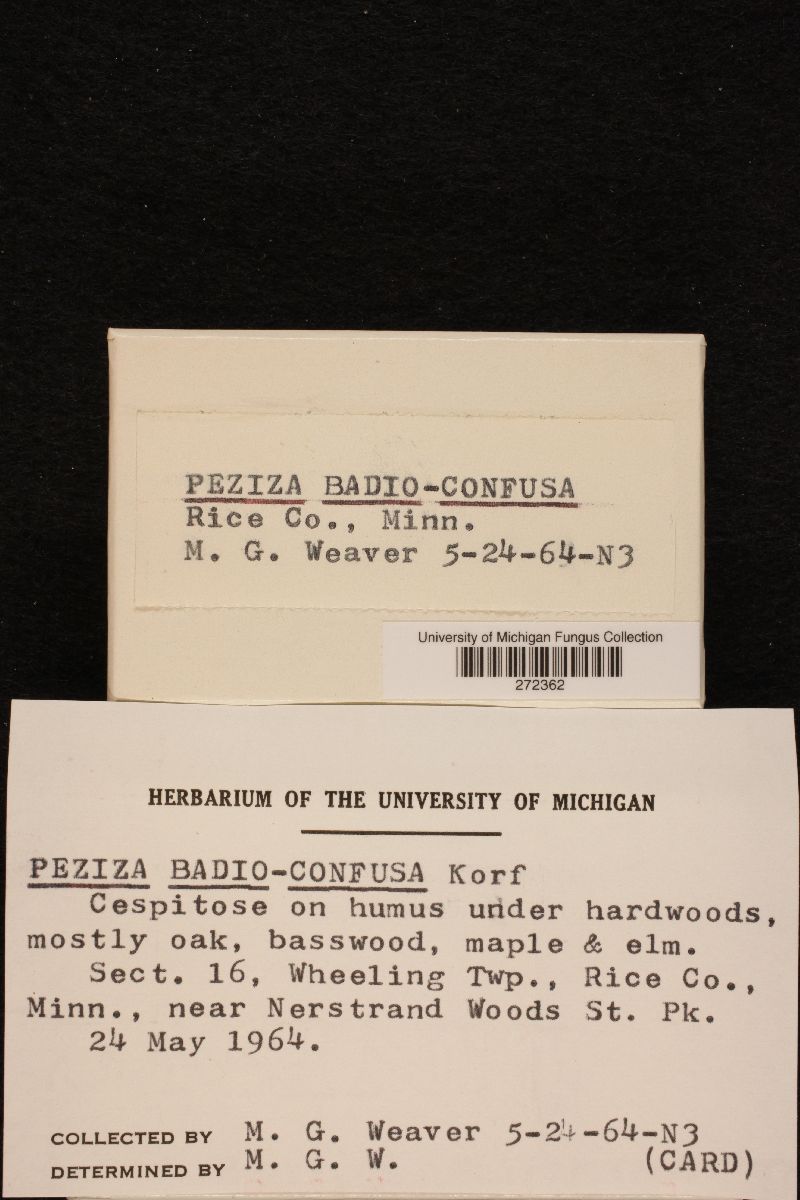 PEZIZA BADIO-CONFUSA
Rice Co., Minn.
M. G. Weaver 5-24-64-N3
University of Michigan Fungus Collection
272362
HERBARIUM OF THE UNIVERSITY OF MICHIGAN
PEZIZA BADIO-CONFUSA Korf
Cespitose on humus under hardwoods,
mostly oak, basswood, maple & elm.
Sect. 16, Wheeling Twp., Rice Co.,
Minn., near Nerstrand Woods St. Pk.
24 May 1964.
COLLECTED BY M. G. Weaver 5-24-64-N3
DETERMINED BY M. G. W. (CARD)